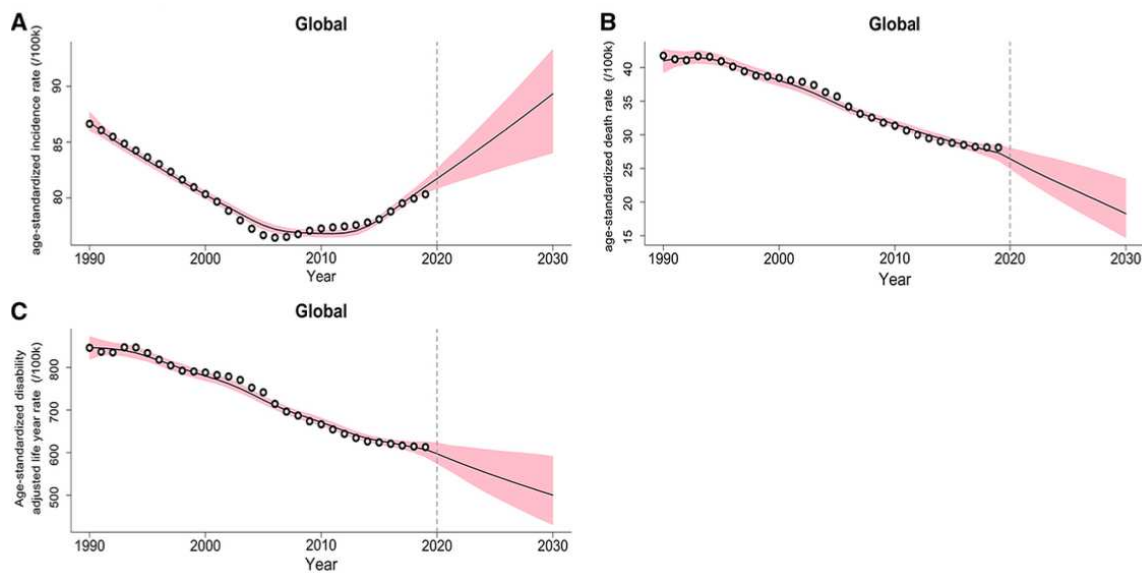 A
Global
age-standardized incidence rate (/100k)
90
85
80
1990
2000
2010
2020
2030
Year
B
Global
age-standardized death rate (/100k)
40
35
30
25
20
15
1990
2000
2010
2020
2030
Year
C
Global
Age-standardized disability
adjusted life year rate (/100k)
800
700
600
500
1990
2000
2010
2020
2030
Year